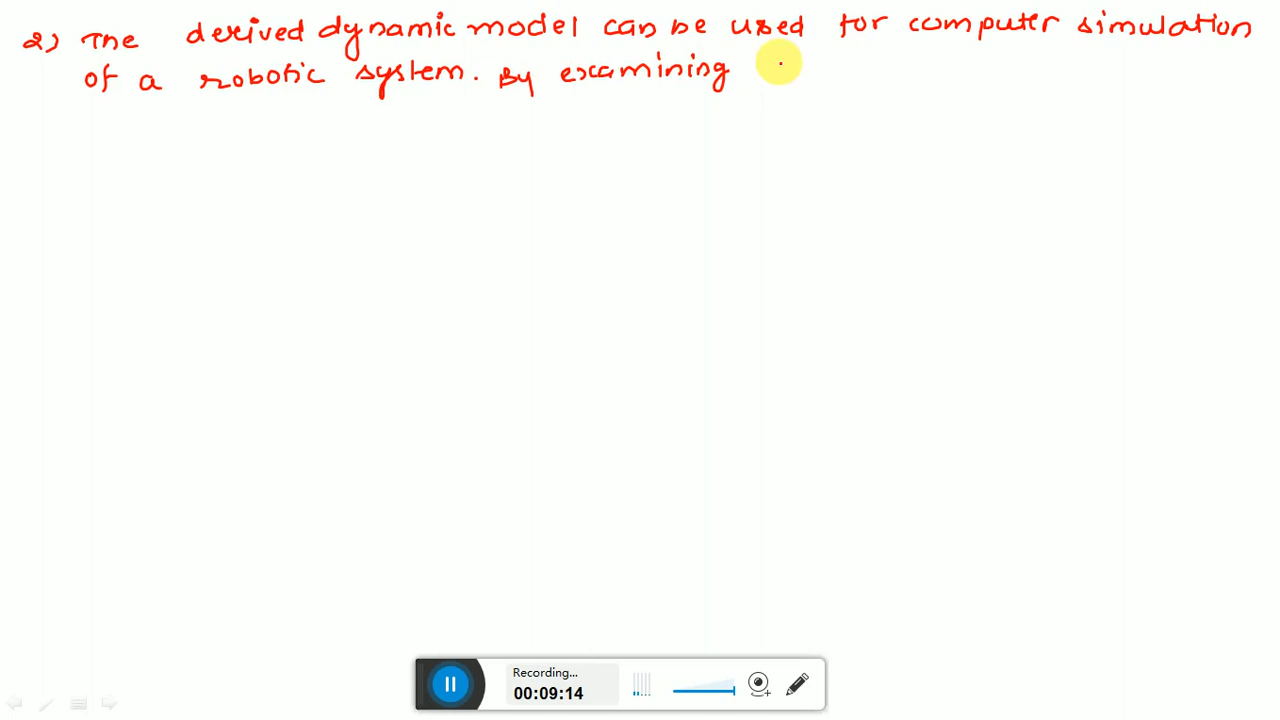 2) The derived dynamic model can be used for computer simulation
of a robotic system. By examining
Recording...
00:09:14